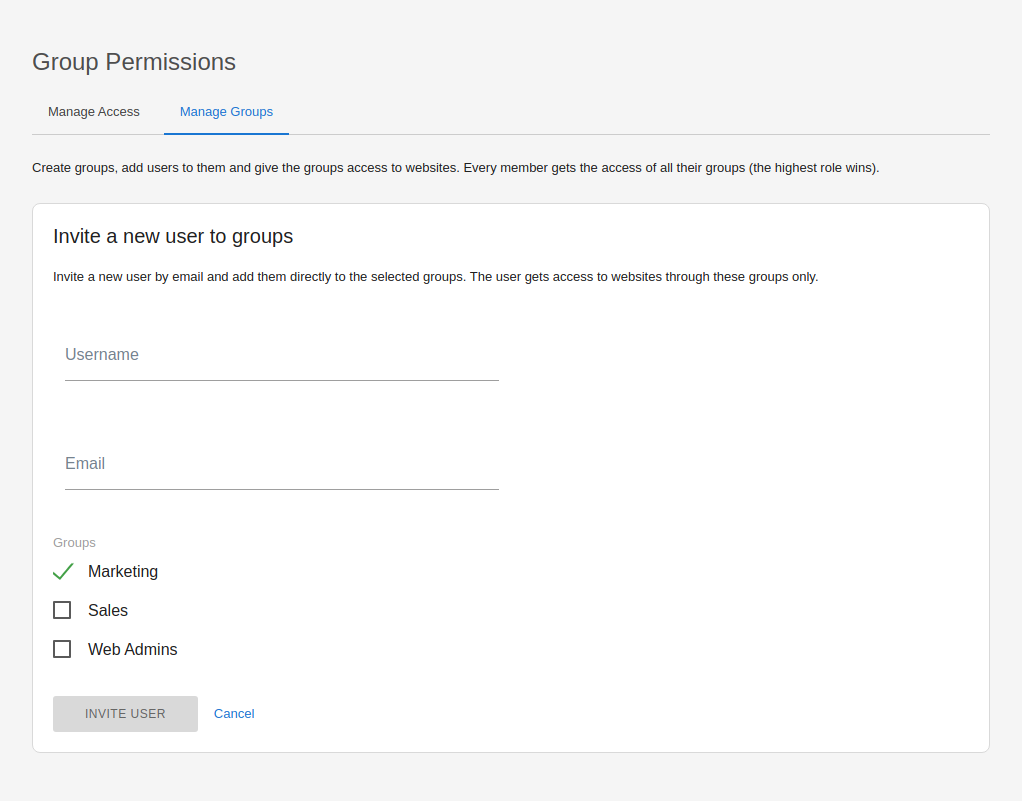 Group Permissions
Manage Access
Manage Groups
Create groups, add users to them and give the groups access to websites. Every member gets the access of all their groups (the highest role wins).
Invite a new user to groups
Invite a new user by email and add them directly to the selected groups. The user gets access to websites through these groups only.
Username
Email
Groups
Marketing
Sales
Web Admins
INVITE USER
Cancel